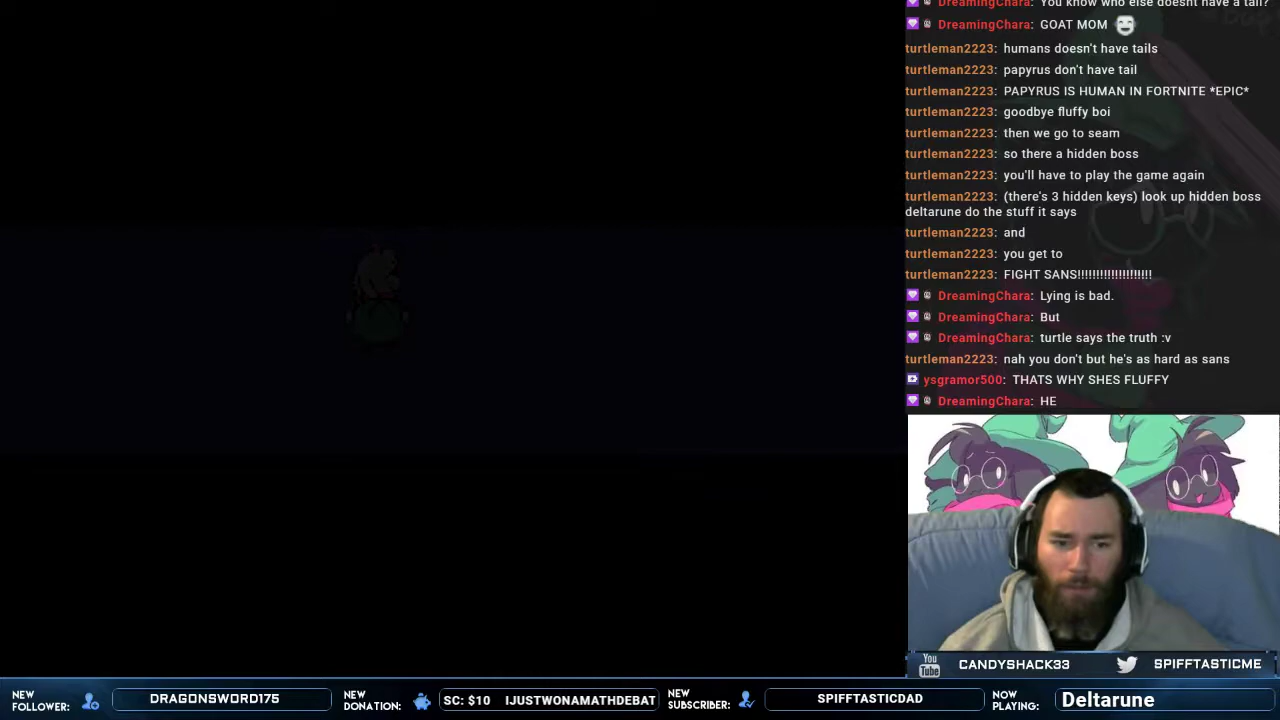 DreamingChara: You know who else doesnt have a tail?
DreamingChara: GOAT MOM
turtleman2223: humans doesn't have tails
turtleman2223: papyrus don't have tail
turtleman2223: PAPYRUS IS HUMAN IN FORTNITE *EPIC*
turtleman2223: goodbye fluffy boi
turtleman2223: then we go to seam
turtleman2223: so there a hidden boss
turtleman2223: you'll have to play the game again
turtleman2223: (there's 3 hidden keys) look up hidden boss
deltarune do the stuff it says
turtleman2223: and
turtleman2223: you get to
turtleman2223: FIGHT SANS!!!!!!!!!!!!!!!!!!!!
DreamingChara: Lying is bad.
DreamingChara: But
DreamingChara: turtle says the truth :v
turtleman2223: nah you don't but he's as hard as sans
ysgramor500: THATS WHY SHES FLUFFY
DreamingChara: HE
You Tube CANDYSHACK33 SPIFFTASTICME
NEW FOLLOWER: DRAGONSWORD175 NEW DONATION: SC: $10 IJUSTWONAMATHDEBAT NEW SUBSCRIBER: SPIFFTASTICDAD NOW PLAYING: Deltarune